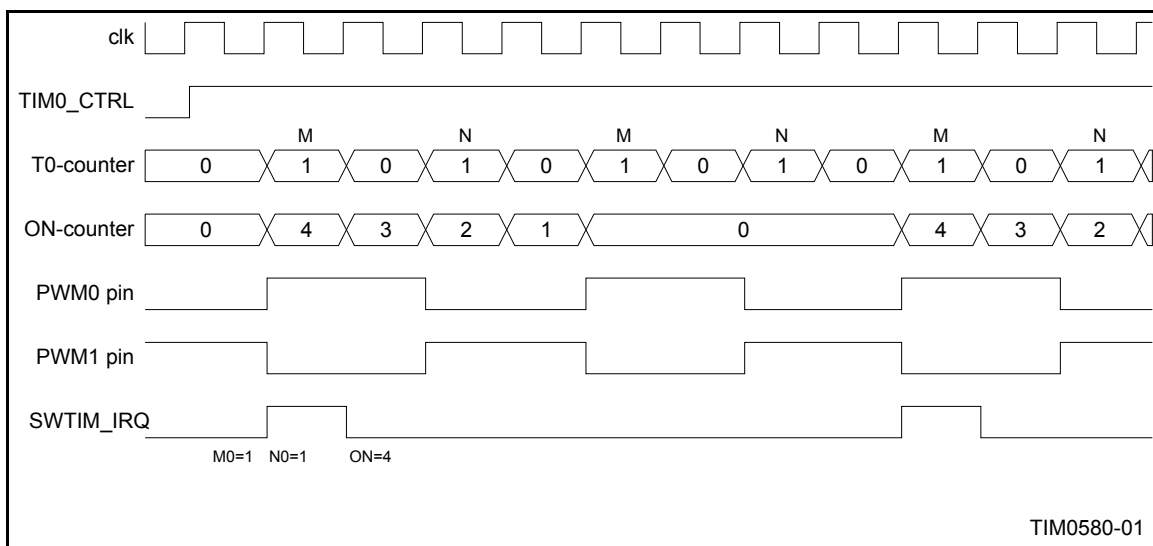 clk
TIM0_CTRL
M N M N M N
T0-counter 0 1 0 1 0 1 0 1 0 1 0 1
ON-counter 0 4 3 2 1 0 4 3 2
PWM0 pin
PWM1 pin
SWTIM_IRQ
M0=1 N0=1 ON=4
TIM0580-01